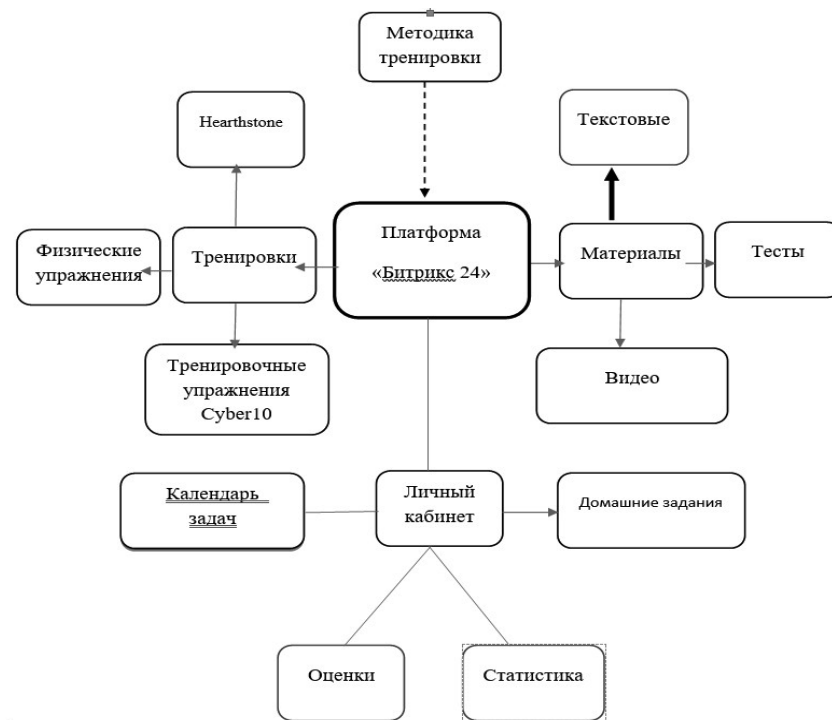 Методика
тренировки
Hearthstone
Текстовые
Физические
упражнения
Тренировки
Платформа
«Битрикс 24»
Материалы
Тесты
Тренировочные
упражнения
Cyber10
Видео
Календарь
задач
Личный
кабинет
Домашние задания
Оценки
Статистика